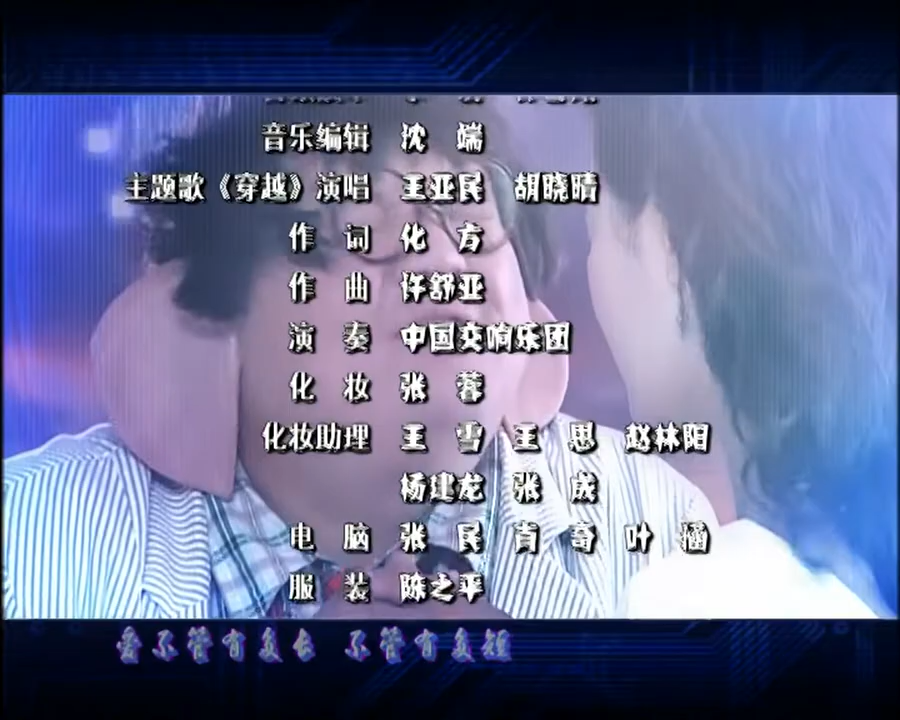 音乐编辑 沈 端
主题歌《穿越》演唱 王亚民 胡晓晴
作 词 化 方
作 曲 许舒亚
演 奏 中国交响乐团
化 妆 张 蓉
化妆助理 王 雪 王 思 赵林阳
杨建龙 张 成
电 脑 张 民 肖 奇 叶
服 装 陈之平
爱不管有多长 不管有多短